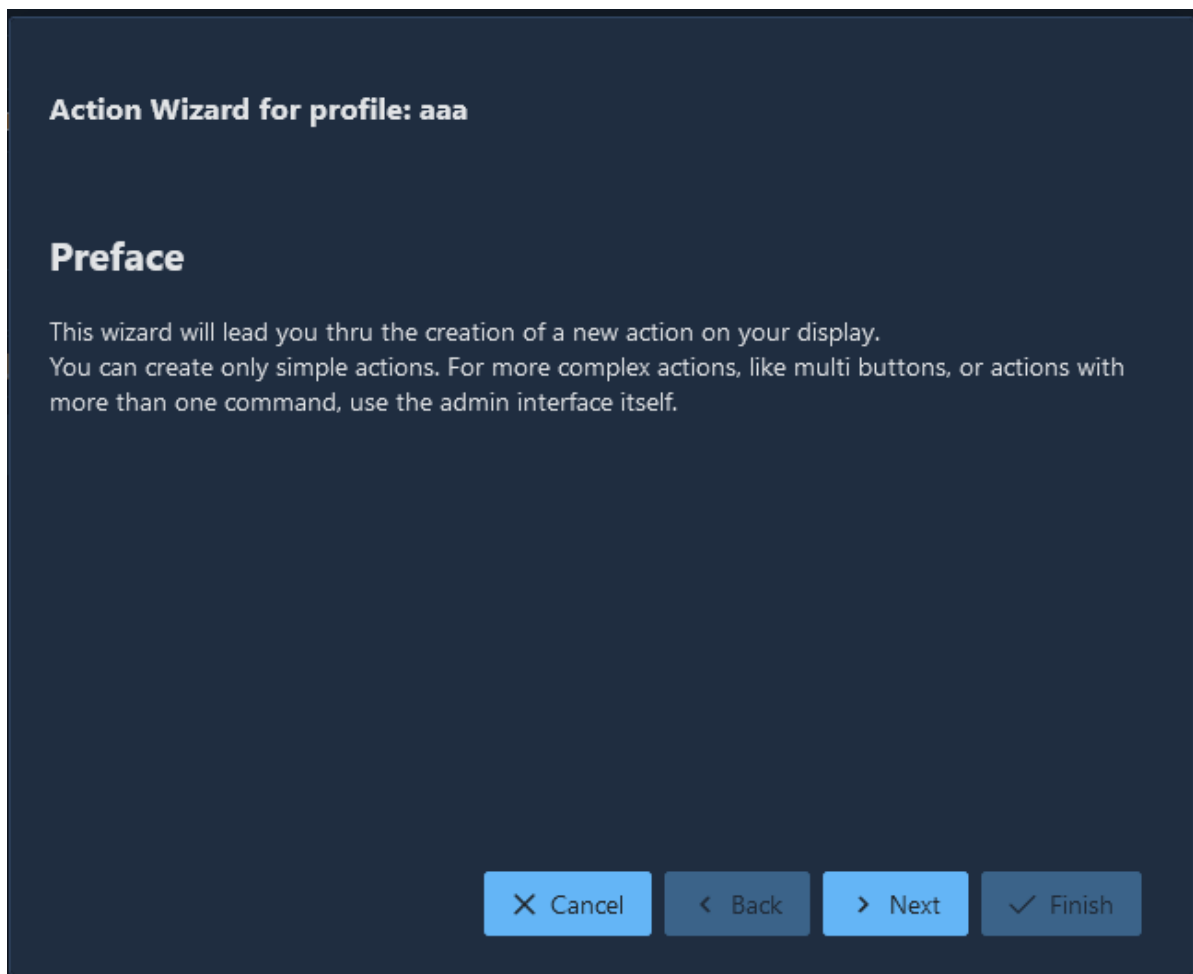 Action Wizard for profile: aaa
Preface
This wizard will lead you thru the creation of a new action on your display.
You can create only simple actions. For more complex actions, like multi buttons, or actions with
more than one command, use the admin interface itself.
Cancel
Back
Next
Finish